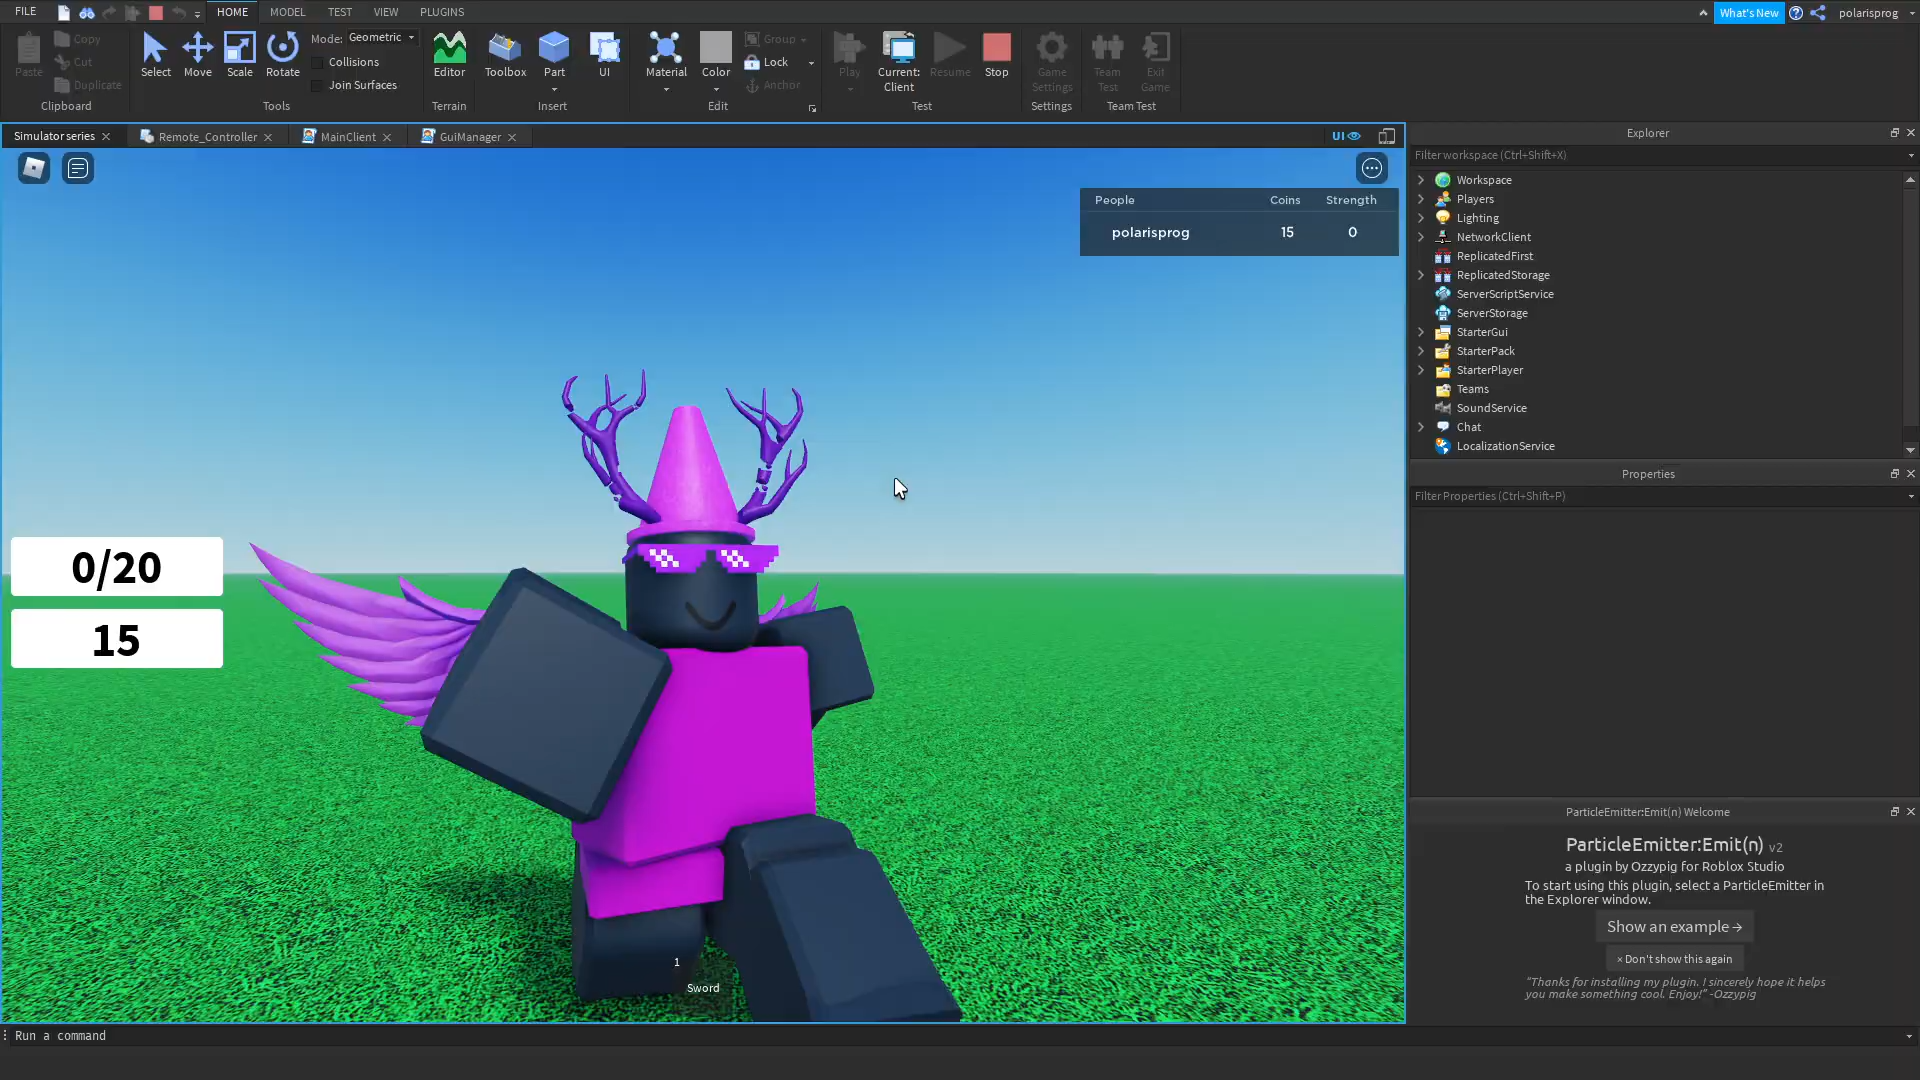 FILE HOME MODEL TEST VIEW PLUGINS What's New polarisprog
Paste Copy Cut Duplicate Clipboard
Select Move Scale Rotate Mode: Geometric Collisions Join Surfaces Tools
Editor Terrain
Toolbox Part UI Insert
Material Color Group Lock Anchor Edit
Play Current: Client Resume Stop Test
Game Settings Settings
Team Test Exit Game Team Test
Simulator series Remote_Controller MainClient GuiManager UI
People Coins Strength
polarisprog 15 0
0/20
15
1
Sword
Explorer
Filter workspace (Ctrl+Shift+X)
Workspace
Players
Lighting
NetworkClient
ReplicatedFirst
ReplicatedStorage
ServerScriptService
ServerStorage
StarterGui
StarterPack
StarterPlayer
Teams
SoundService
Chat
LocalizationService
Properties
Filter Properties (Ctrl+Shift+P)
ParticleEmitter:Emit(n) Welcome
ParticleEmitter:Emit(n) v2
a plugin by Ozzypig for Roblox Studio
To start using this plugin, select a ParticleEmitter in
the Explorer window.
Show an example →
× Don't show this again
"Thanks for installing my plugin. I sincerely hope it helps
you make something cool. Enjoy!" -Ozzypig
Run a command